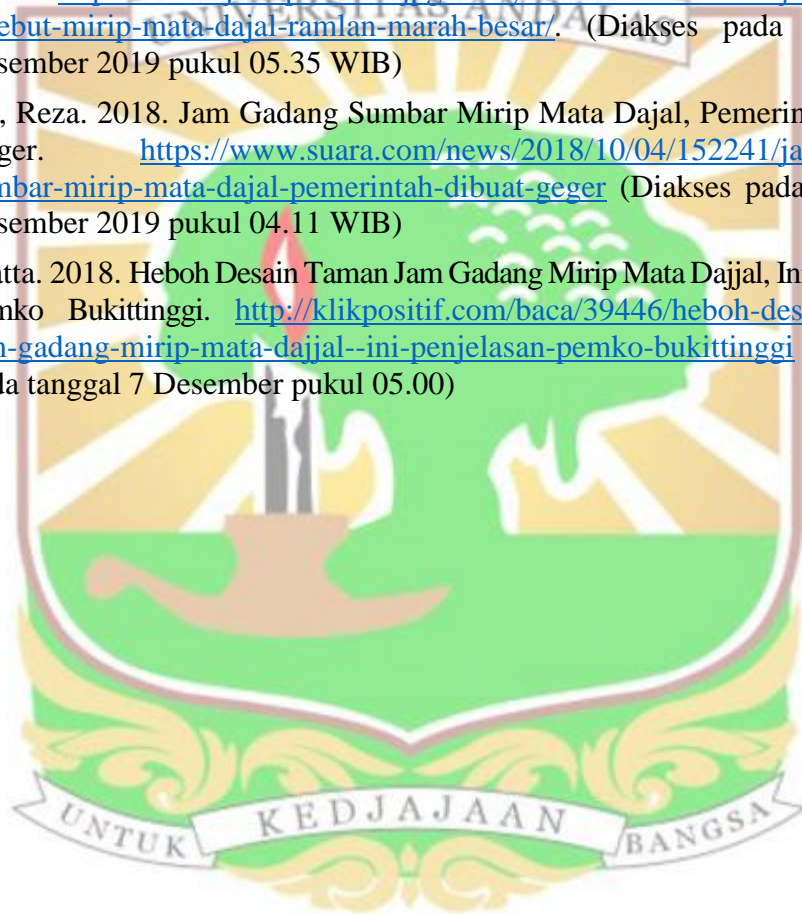 ebut-mirip-mata-dajal-ramlan-marah-besar/. (Diakses pada
sember 2019 pukul 05.35 WIB)
, Reza. 2018. Jam Gadang Sumbar Mirip Mata Dajal, Pemerin
ger. https://www.suara.com/news/2018/10/04/152241/ja
mbar-mirip-mata-dajal-pemerintah-dibuat-geger (Diakses pada
sember 2019 pukul 04.11 WIB)
atta. 2018. Heboh Desain Taman Jam Gadang Mirip Mata Dajjal, In
mko Bukittinggi. http://klikpositif.com/baca/39446/heboh-des
n-gadang-mirip-mata-dajjal--ini-penjelasan-pemko-bukittinggi
da tanggal 7 Desember pukul 05.00)
UNIVERSITAS ANDALAS
UNTUK KEDJAJAAN BANGSA